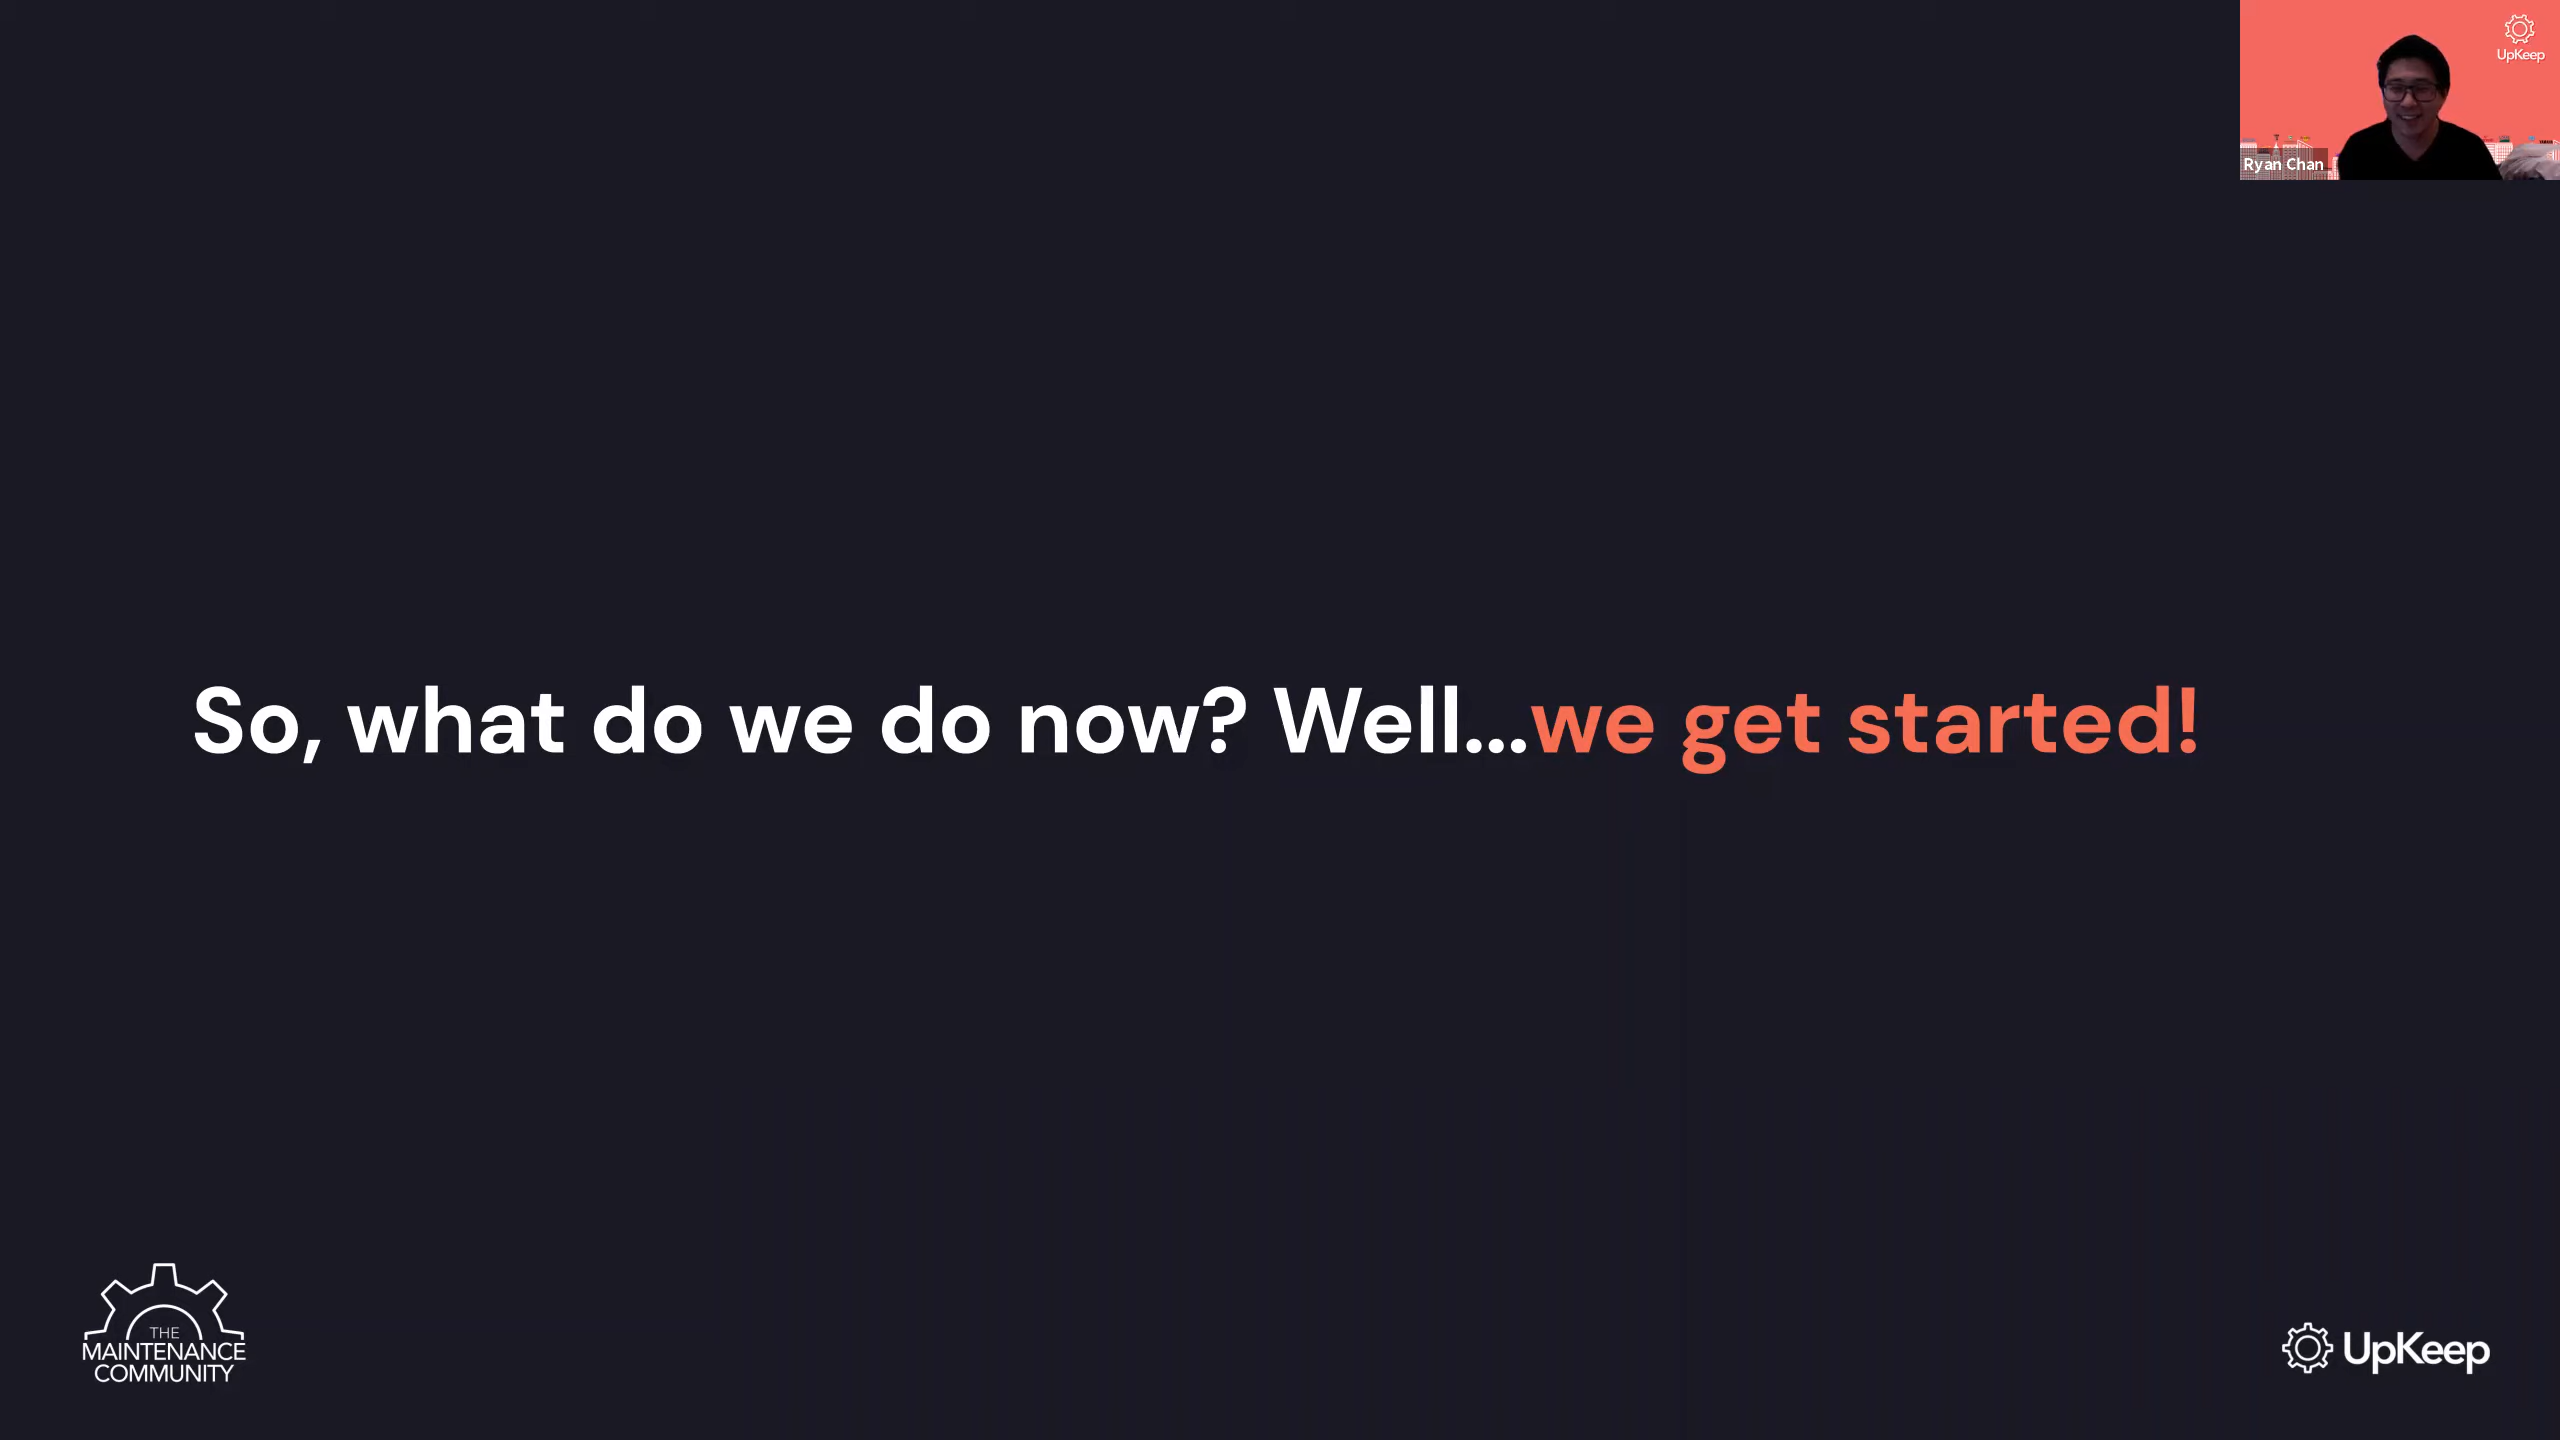 UpKeep
Ryan Chan
So, what do we do now? Well...we get started!
THE
MAINTENANCE
COMMUNITY
UpKeep